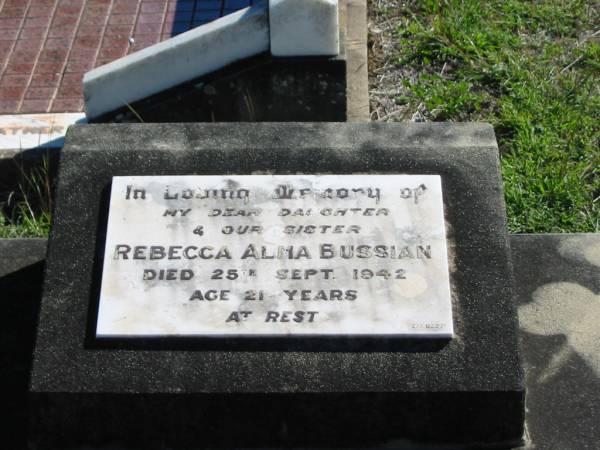 In Loving Memory of
MY DEAR DAUGHTER
& OUR SISTER
REBECCA ALMA BUSSIAN
DIED 25TH SEPT. 1942
AGE 21 YEARS
AT REST